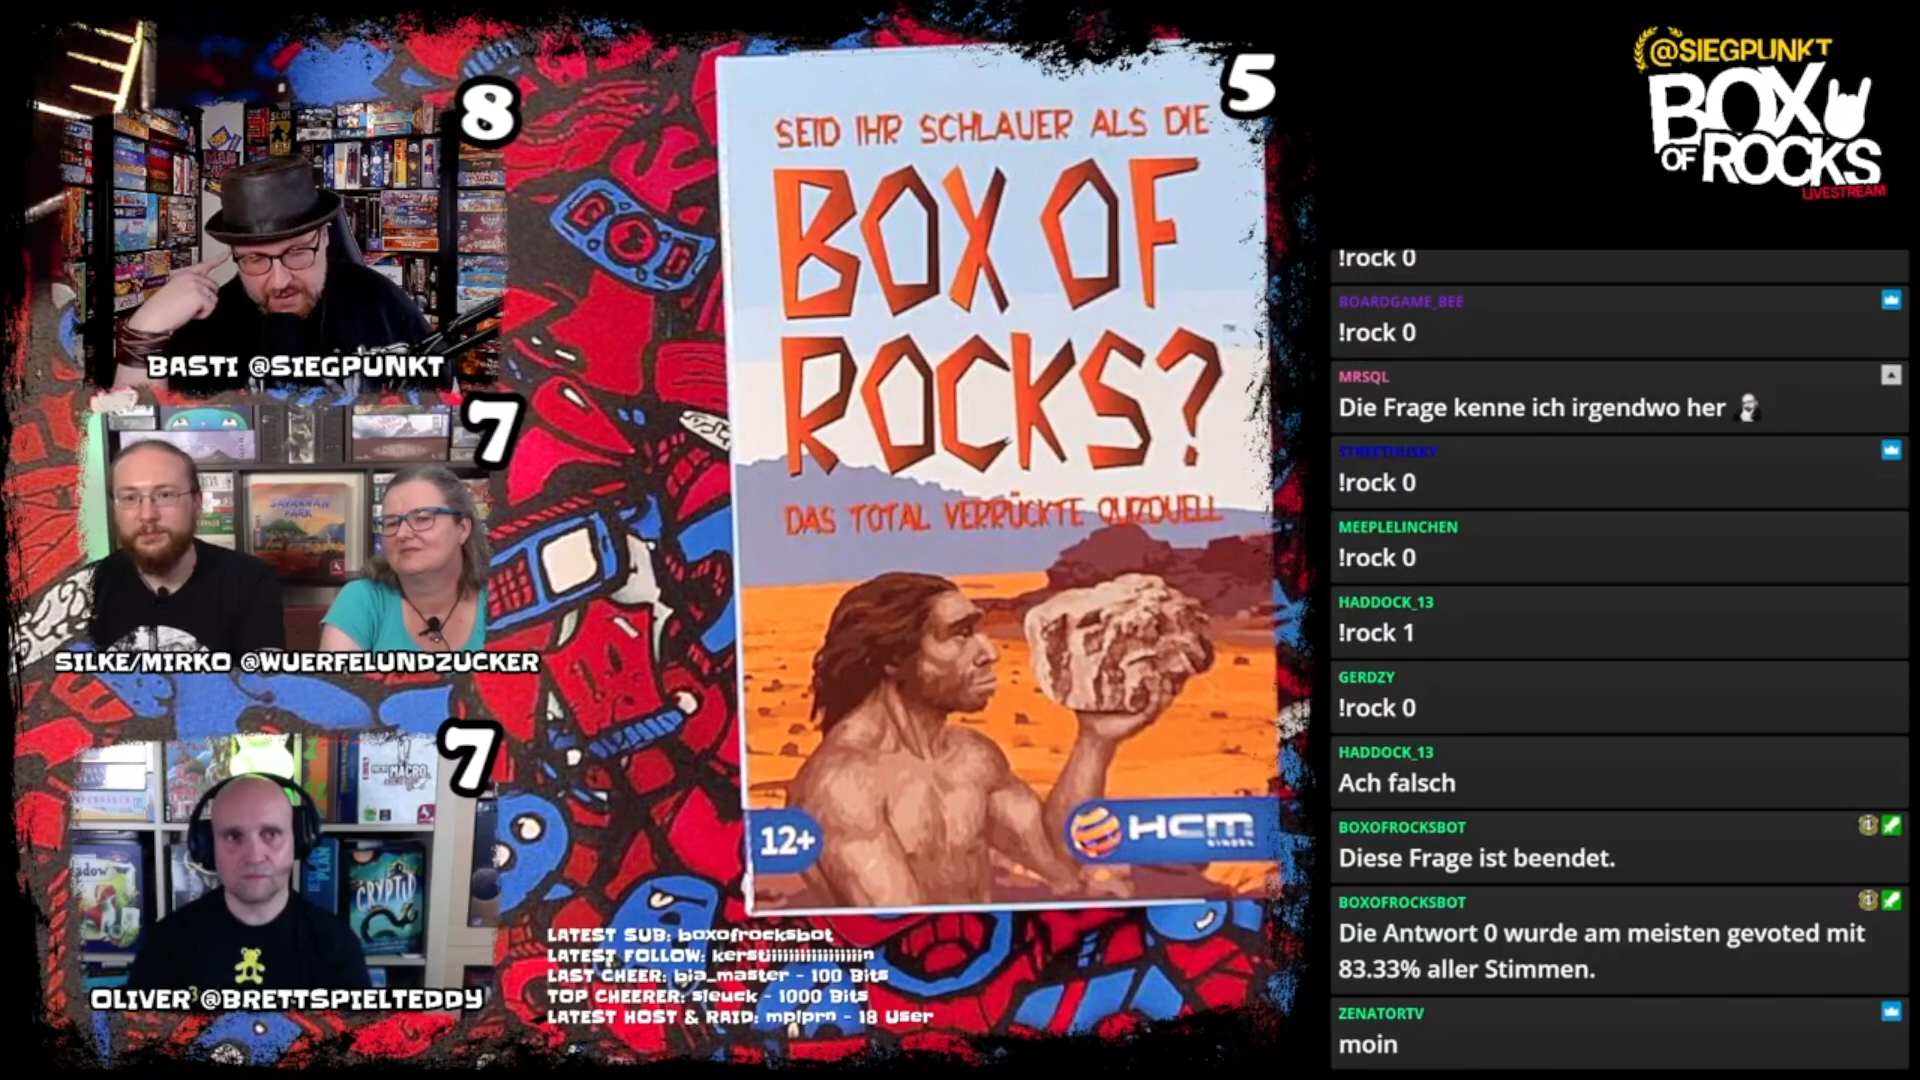 8
BASTI @SIEGPUNKT
7
SILKE/MIRKO @WUERFELUNDZUCKER
SAVANNAH
PARK
7
MACRO
CRYPTID
OLIVER @BRETTSPIELTEDDY
5
SEID IHR SCHLAUER ALS DIE
BOX OF
ROCKS?
DAS TOTAL VERRÜCKTE QUIZDUELL
12+
HCM
LATEST SUB: boxofrocksbot
LAST CHEER: bia_master - 100 Bits
TOP CHEERER: sleuck - 1000 Bits
LATEST HOST & RAID: mplprn - 18 User
@SIEGPUNKT
BOX
OF ROCKS
LIVESTREAM
!rock 0
BOARDGAME_BEE
!rock 0
MRSQL
Die Frage kenne ich irgendwo her
STREETHUSKY
!rock 0
MEEPLELINCHEN
!rock 0
HADDOCK_13
!rock 1
GERDZY
!rock 0
HADDOCK_13
Ach falsch
BOXOFROCKSBOT
Diese Frage ist beendet.
BOXOFROCKSBOT
Die Antwort 0 wurde am meisten gevoted mit
83.33% aller Stimmen.
ZENATORTV
moin